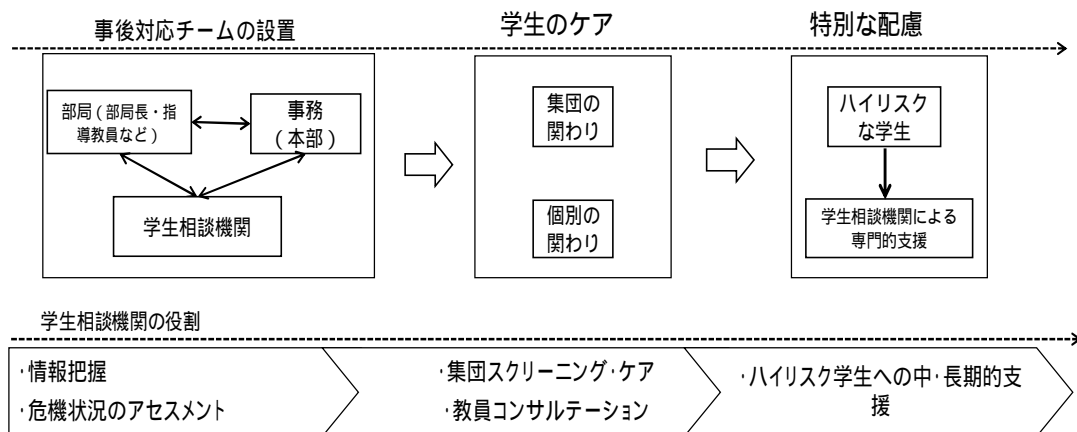 事後対応チームの設置
学生のケア
特別な配慮
部局(部局長・指
導教員など)
事務
(本部)
学生相談機関
集団の
関わり
個別の
関わり
ハイリスク
な学生
学生相談機関による
専門的支援
学生相談機関の役割
・情報把握
・危機状況のアセスメント
・集団スクリーニング・ケア
・教員コンサルテーション
・ハイリスク学生への中・長期的支
援